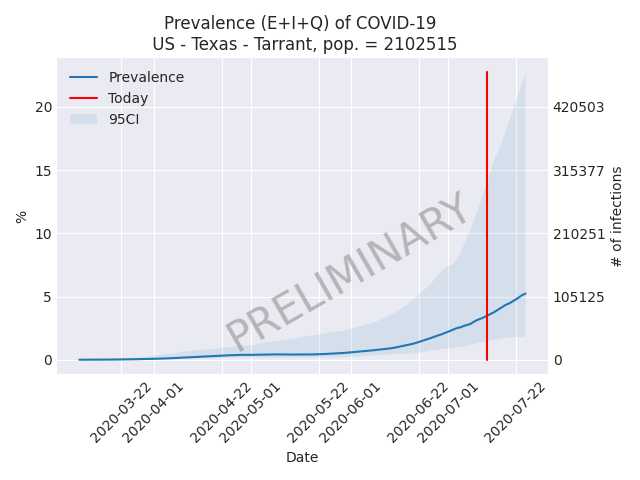 Prevalence (E+I+Q) of COVID-19
US - Texas - Tarrant, pop. = 2102515
Prevalence
Today
95CI
20
15
10
5
0
%
420503
315377
210251
105125
0
# of infections
PRELIMINARY
2020-03-22
2020-04-01
2020-04-22
2020-05-01
2020-05-22
2020-06-01
2020-06-22
2020-07-01
2020-07-22
Date